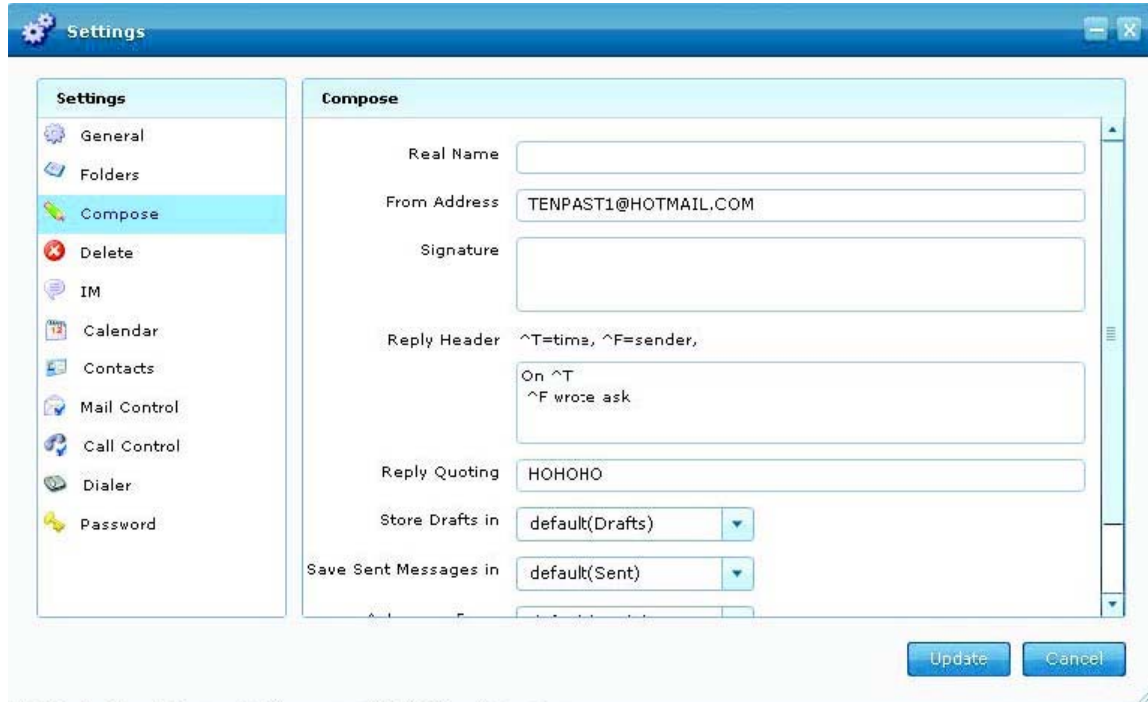 Settings
Settings
General
Folders
Compose
Delete
IM
Calendar
Contacts
Mail Control
Call Control
Dialer
Password
Compose
Real Name
From Address TENPAST1@HOTMAIL.COM
Signature
Reply Header ^T=time, ^F=sender,
On ^T
^F wrote ask
Reply Quoting HOHOHO
Store Drafts in default(Drafts)
Save Sent Messages in default(Sent)
Update Cancel